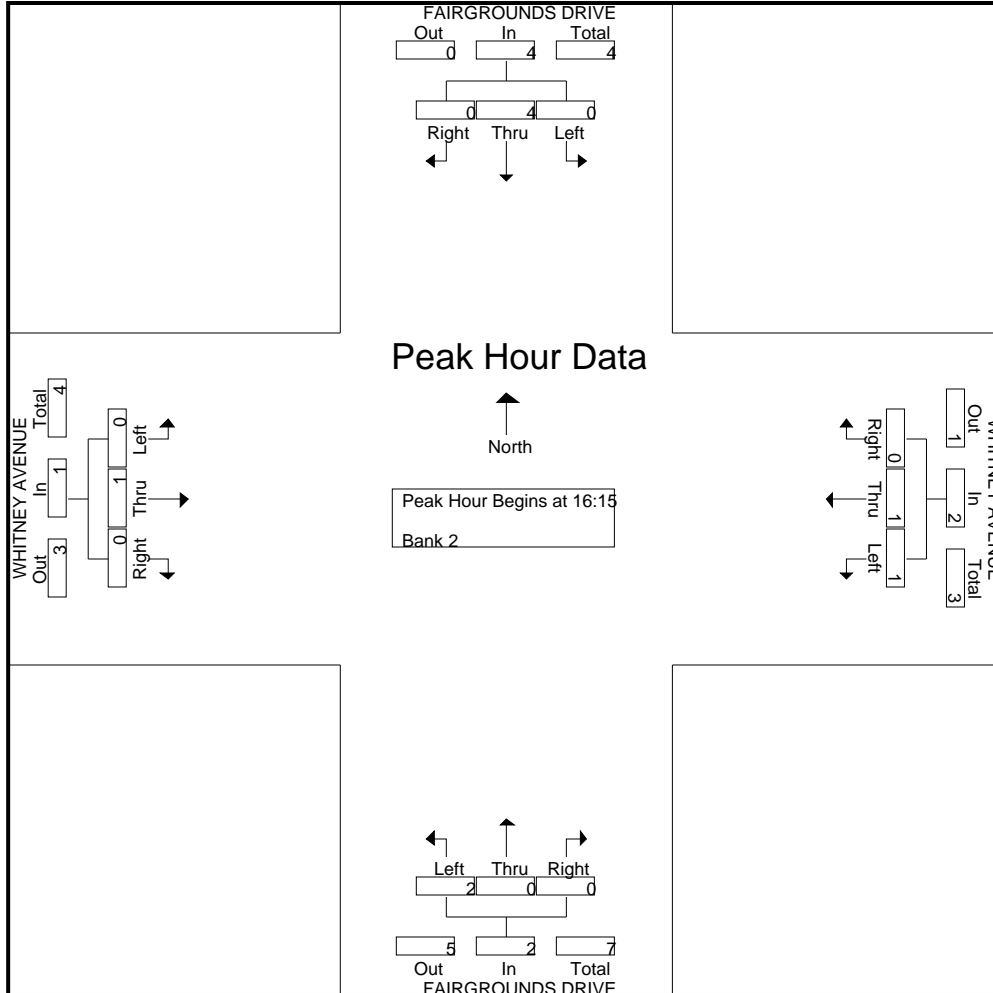 FAIRGROUNDS DRIVE
Out In Total
0 4 4
0 4 0
Right Thru Left
Peak Hour Data
North
Peak Hour Begins at 16:15
Bank 2
WHITNEY AVENUE
Total In Out
4 1 3
0 1 0
Left Thru Right
WHITNEY AVENUE
Out In Total
1 2 3
Right Thru Left
0 1 1
Left Thru Right
2 0 0
5 2 7
Out In Total
FAIRGROUNDS DRIVE